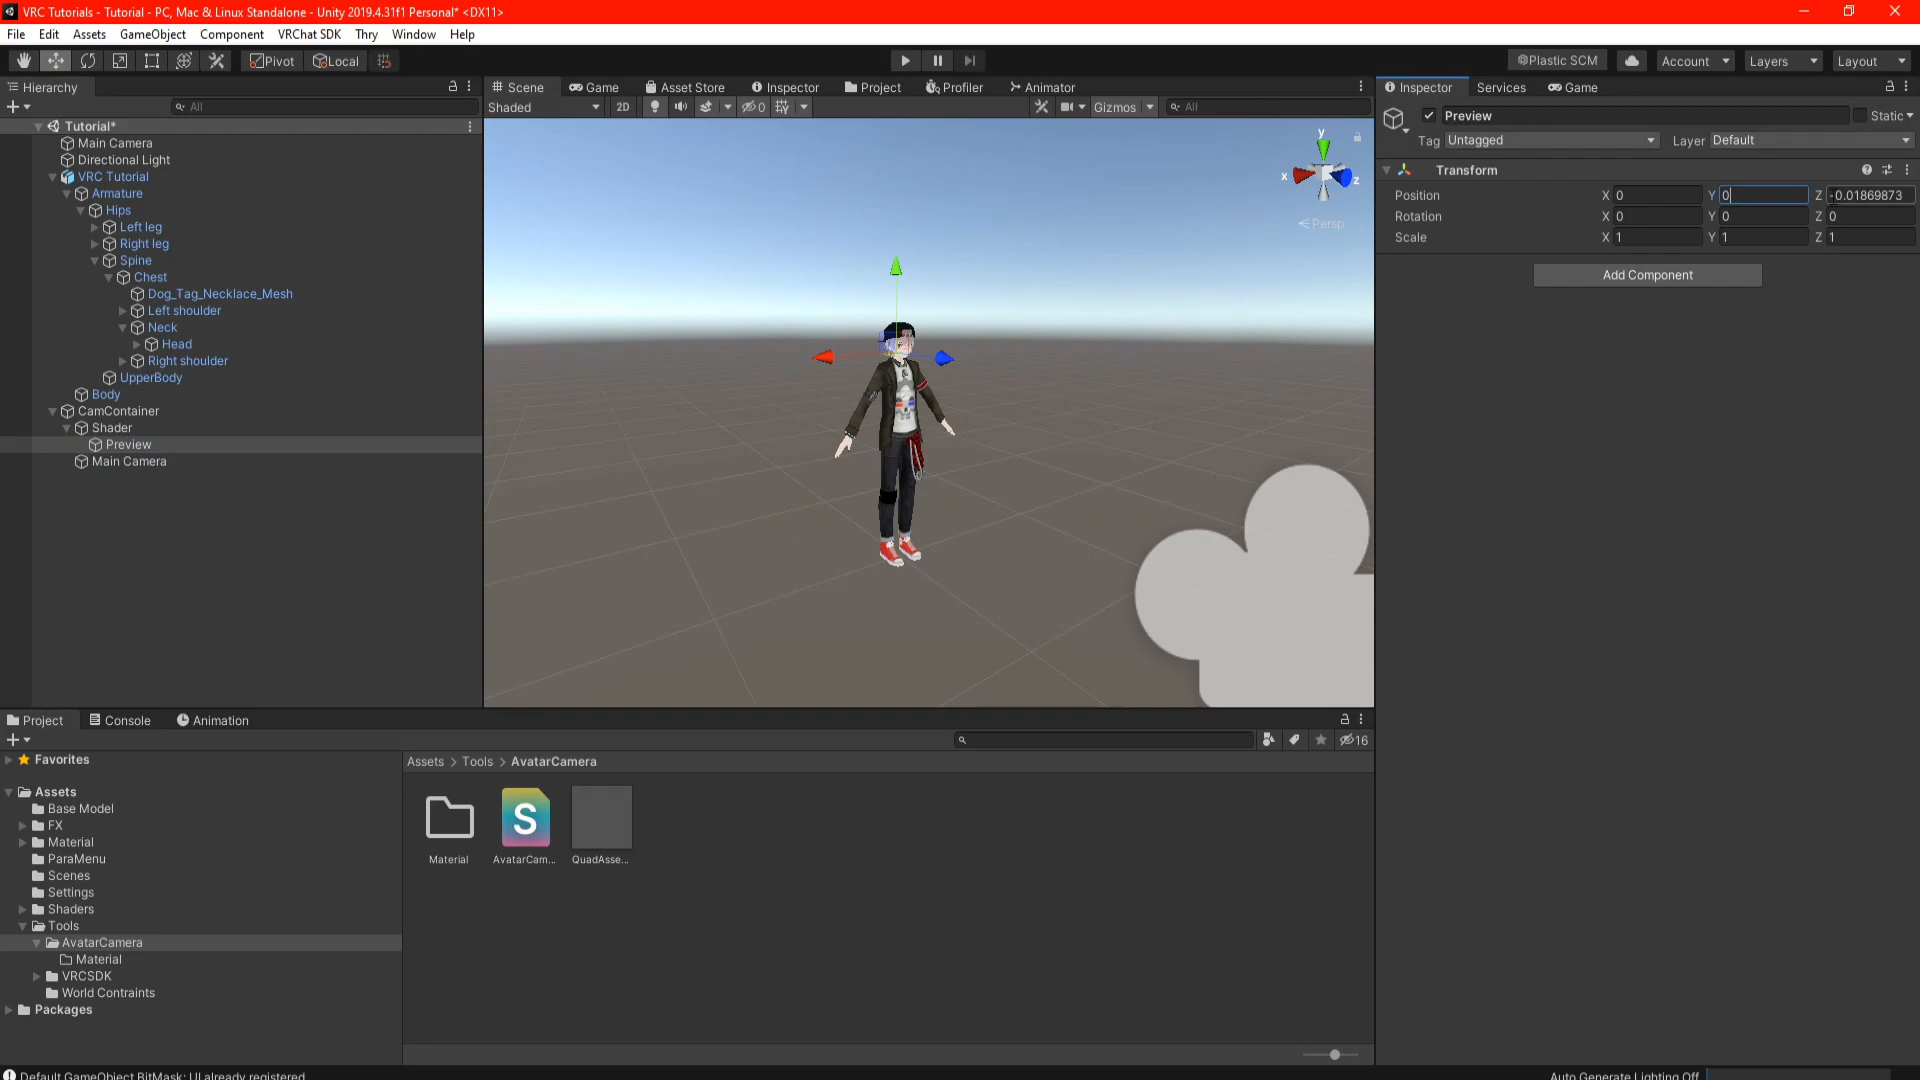 VRC Tutorials - Tutorial - PC, Mac & Linux Standalone - Unity 2019.4.31f1 Personal* <DX11>
File Edit Assets GameObject Component VRChat SDK Thry Window Help
Pivot Local Plastic SCM Account Layers Layout
Hierarchy Scene Game Asset Store Inspector Project Profiler Animator Inspector Services Game
All Shaded 2D 0 Gizmos All
Preview Static
Tag Untagged Layer Default
Tutorial*
Main Camera
Directional Light
VRC Tutorial
Armature
Hips
Left leg
Right leg
Spine
Chest
Dog_Tag_Necklace_Mesh
Left shoulder
Neck
Head
Right shoulder
UpperBody
Body
CamContainer
Shader
Preview
Main Camera
y
x
z
Persp
Transform
Position X 0 Y 0 Z -0.01869873
Rotation X 0 Y 0 Z 0
Scale X 1 Y 1 Z 1
Add Component
Project Console Animation
16
Favorites
Assets
Base Model
FX
Material
ParaMenu
Scenes
Settings
Shaders
Tools
AvatarCamera
Material
VRCSDK
World Contraints
Packages
Assets > Tools > AvatarCamera
S
Material AvatarCam... QuadAsse...
Default GameObject BitMask: UI already registered
Auto Generate Lighting Off